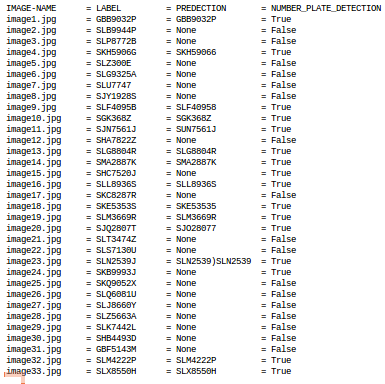 IMAGE-NAME = LABEL = PREDECTION = NUMBER_PLATE_DETECTION
image1.jpg = GBB9032P = GBB9032P = True
image2.jpg = SLB9944P = None = False
image3.jpg = SLP8772B = None = False
image4.jpg = SKH5906G = SKH59066 = True
image5.jpg = SLZ300E = None = False
image6.jpg = SLG9325A = None = False
image7.jpg = SLU7747 = None = False
image8.jpg = SJY1928S = None = False
image9.jpg = SLF4095B = SLF40958 = True
image10.jpg = SGK368Z = SGK368Z = True
image11.jpg = SJN7561J = SUN7561J = True
image12.jpg = SHA7822Z = None = False
image13.jpg = SLG8804R = SLG8804R = True
image14.jpg = SMA2887K = SMA2887K = True
image15.jpg = SHC7520J = None = True
image16.jpg = SLL8936S = SLL8936S = True
image17.jpg = SKC8287R = None = False
image18.jpg = SKE5353S = SKE53535 = True
image19.jpg = SLM3669R = SLM3669R = True
image20.jpg = SJQ2807T = SJO28077 = True
image21.jpg = SLT3474Z = None = False
image22.jpg = SLS7130U = None = False
image23.jpg = SLN2539J = SLN2539)SLN2539 = True
image24.jpg = SKB9993J = None = True
image25.jpg = SKQ9052X = None = False
image26.jpg = SLQ6081U = None = False
image27.jpg = SLJ8660Y = None = False
image28.jpg = SLZ5663A = None = False
image29.jpg = SLK7442L = None = False
image30.jpg = SHB4493D = None = False
image31.jpg = GBF5143M = None = False
image32.jpg = SLM4222P = SLM4222P = True
image33.jpg = SLX8550H = SLX8550H = True